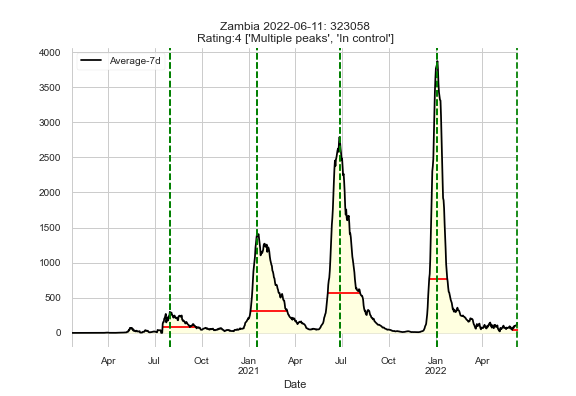 Zambia 2022-06-11: 323058
Rating:4 ['Multiple peaks', 'In control']
Average-7d
4000
3500
3000
2500
2000
1500
1000
500
0
Apr Jul Oct Jan Apr Jul Oct Jan Apr
2021 2022
Date